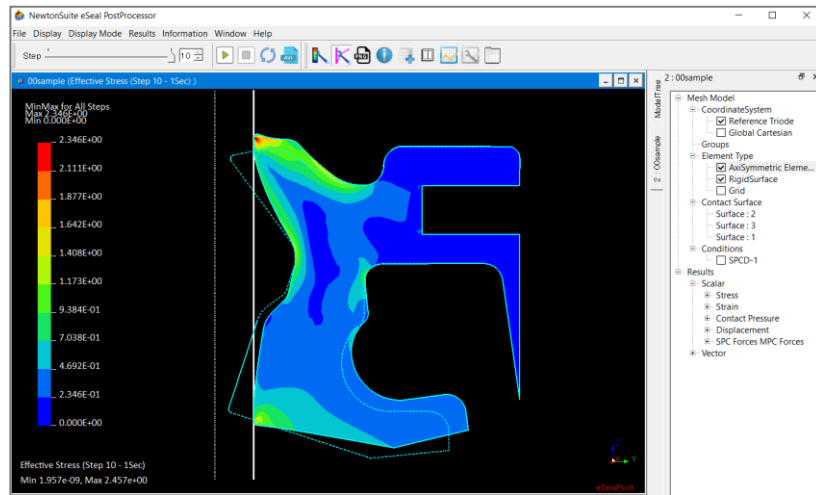 NewtonSuite eSeal PostProcessor
File Display Display Mode Results Information Window Help
Step 10
PNG
AVI
00sample (Effective Stress (Step 10 - 1Sec) )
MinMax for All Steps
Max 2.346E+00
Min 0.000E+00
2.346E+00
2.111E+00
1.877E+00
1.642E+00
1.408E+00
1.173E+00
9.384E-01
7.038E-01
4.692E-01
2.346E-01
0.000E+00
Effective Stress (Step 10 - 1Sec)
Min 1.957e-09, Max 2.457e+00
Z
Y
eSealPost
ModelTree
2 : 00sample
2 : 00sample
Mesh Model
CoordinateSystem
Reference Triode
Global Cartesian
Groups
Element Type
AxiSymmetric Eleme...
RigidSurface
Grid
Contact Surface
Surface : 2
Surface : 3
Surface : 1
Conditions
SPCD-1
Results
Scalar
Stress
Strain
Contact Pressure
Displacement
SPC Forces MPC Forces
Vector